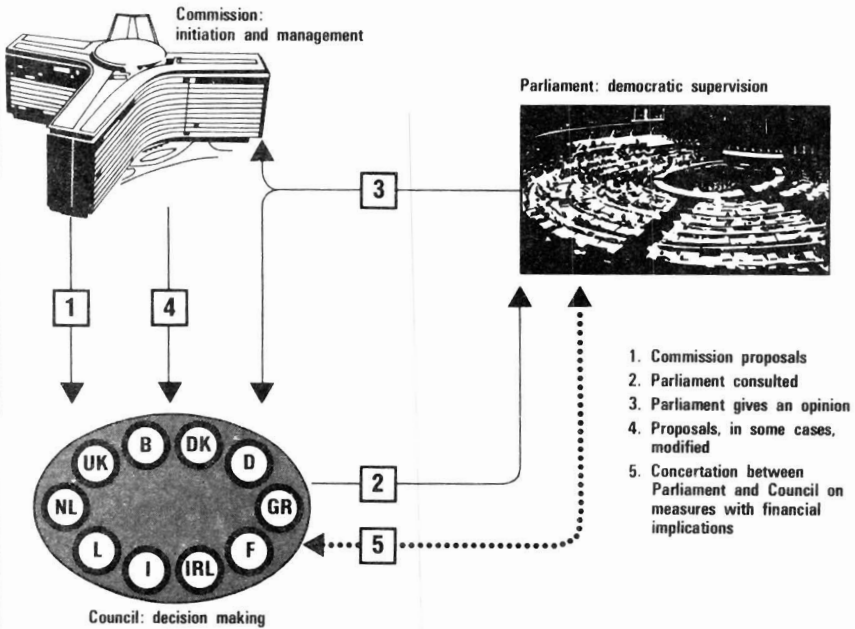 Commission:
initiation and management
Parliament: democratic supervision
3
1
4
1. Commission proposals
2. Parliament consulted
3. Parliament gives an opinion
4. Proposals, in some cases,
modified
5. Concertation between
Parliament and Council on
measures with financial
implications
B
DK
UK
D
NL
GR
L
F
I
IRL
2
5
Council: decision making